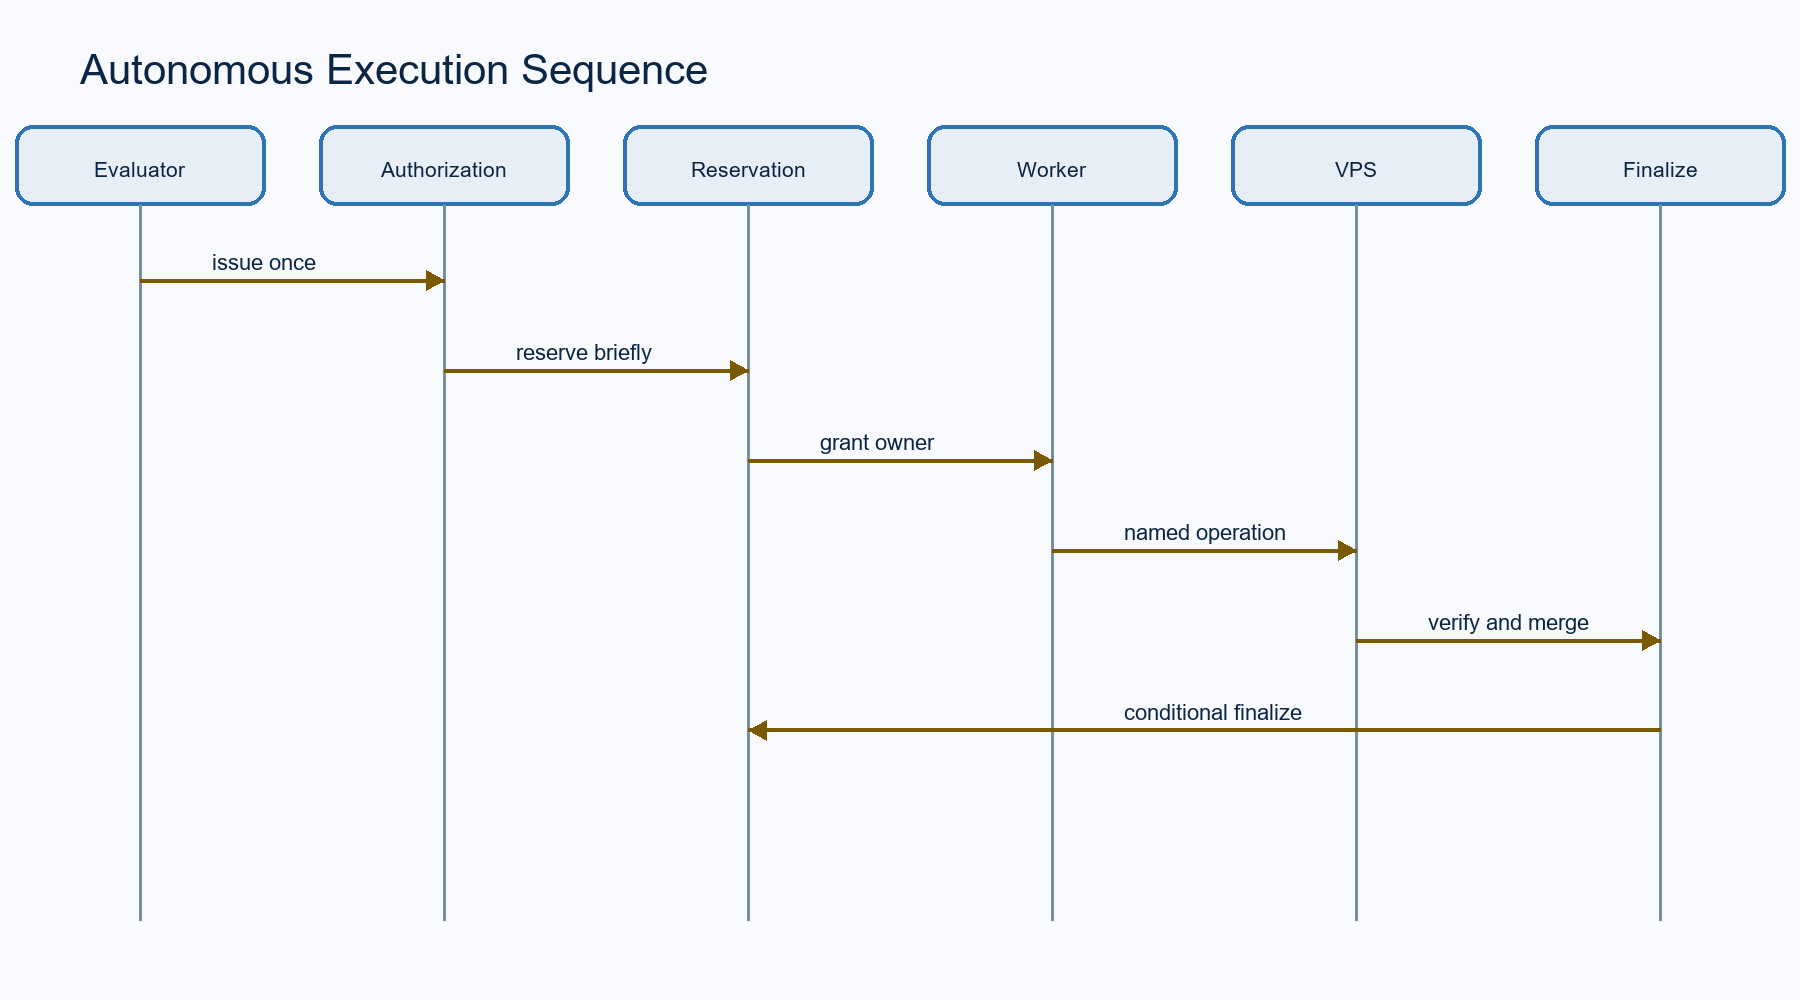 Autonomous Execution Sequence
Evaluator
Authorization
Reservation
Worker
VPS
Finalize
issue once
reserve briefly
grant owner
named operation
verify and merge
conditional finalize